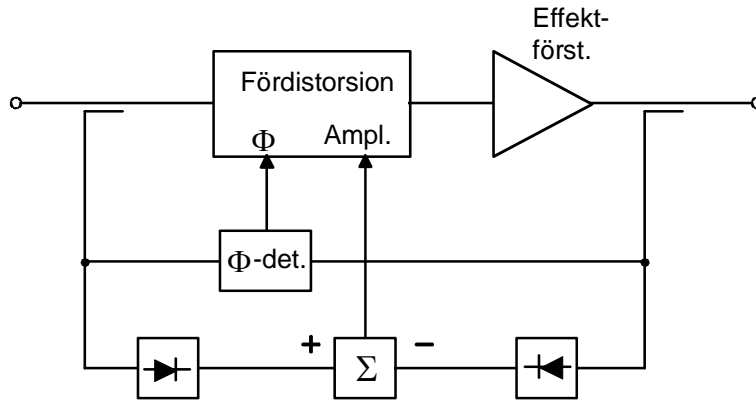 Effekt-
först.
Fördistorsion
Φ Ampl.
Φ-det.
+ Σ −